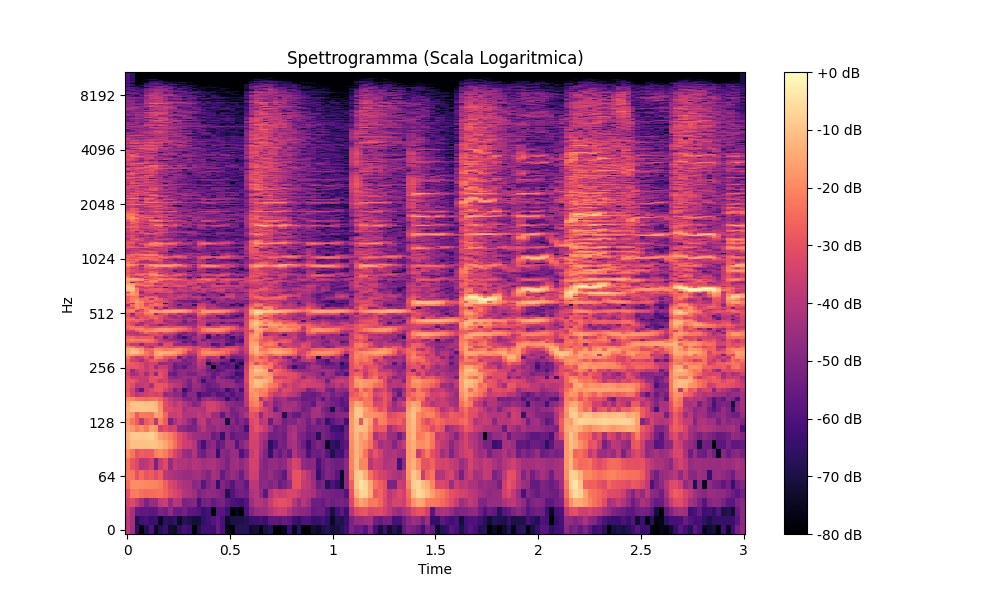 Spettrogramma (Scala Logaritmica)
Hz
8192
4096
2048
1024
512
256
128
64
0
0 0.5 1 1.5 2 2.5 3
Time
+0 dB
-10 dB
-20 dB
-30 dB
-40 dB
-50 dB
-60 dB
-70 dB
-80 dB